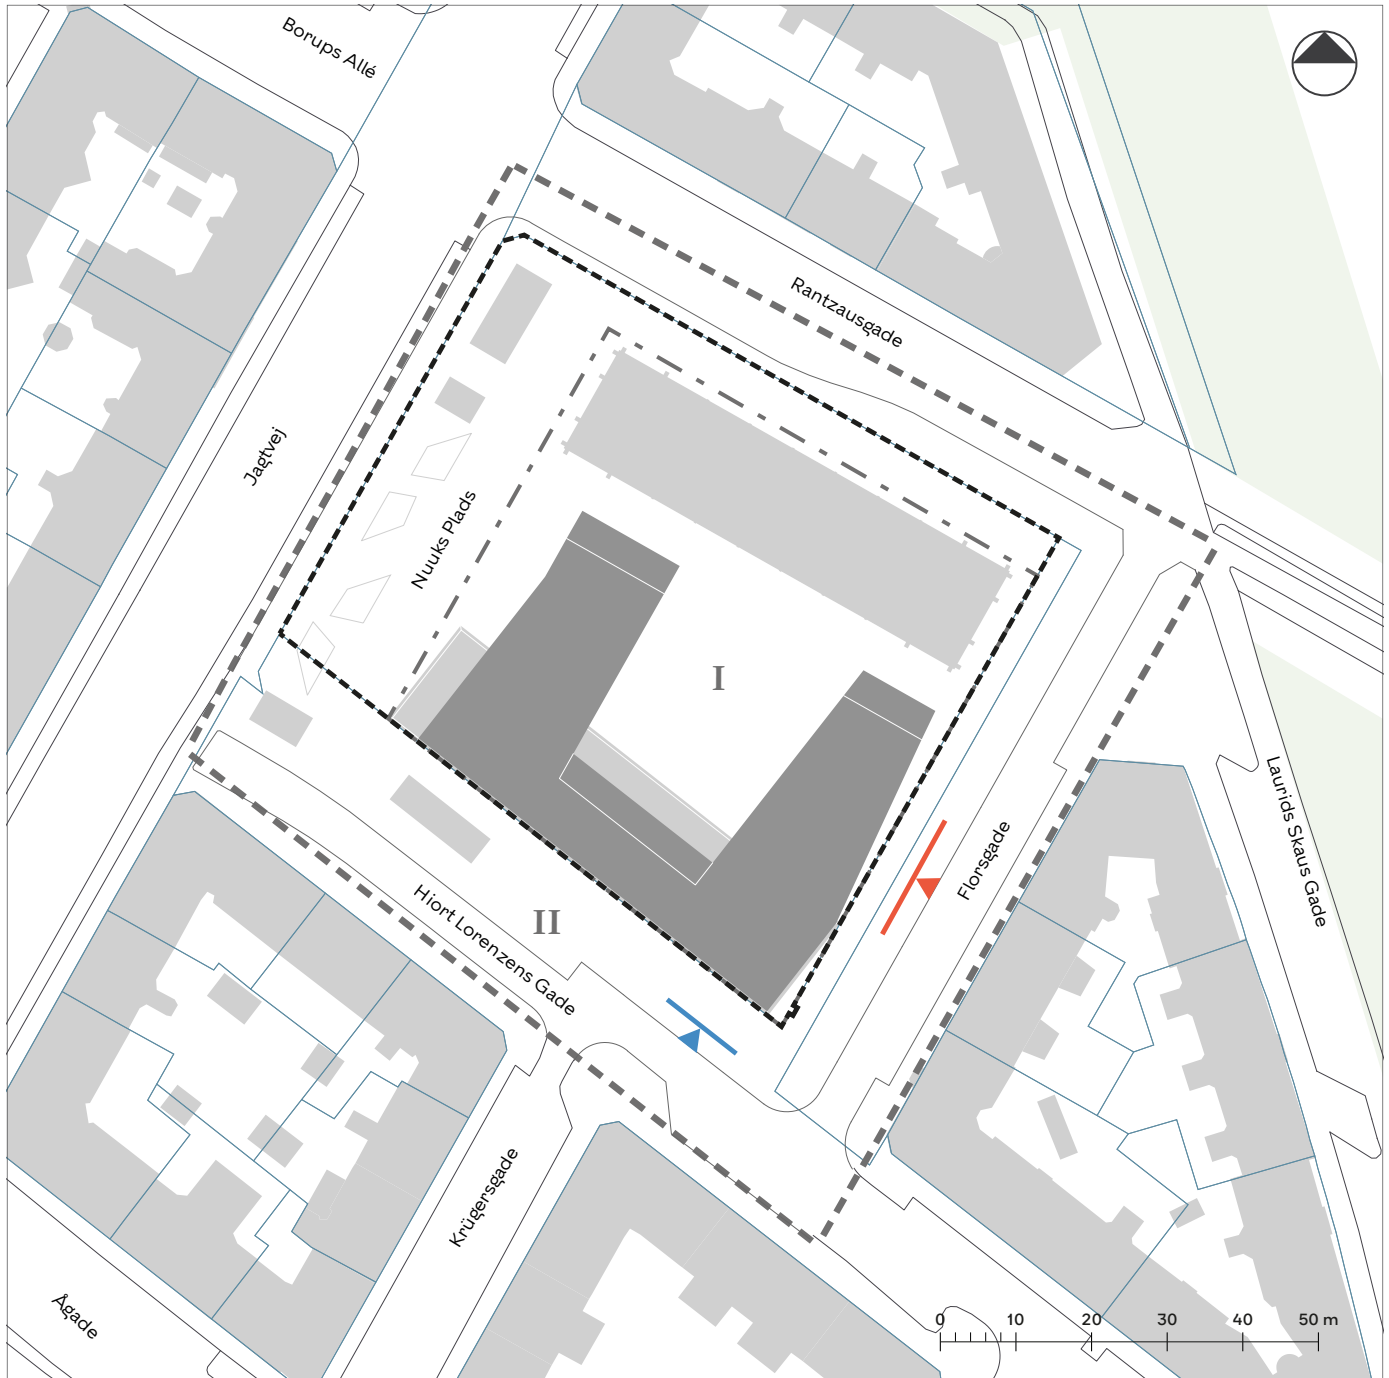 Borups Allé
Rantzausgade
Jagtvej
Nuuks Plads
I
Florsgade
Laurids Skaus Gade
II
Hiort Lorenzens Gade
Krügersgade
Ågade
0 10 20 30 40 50 m